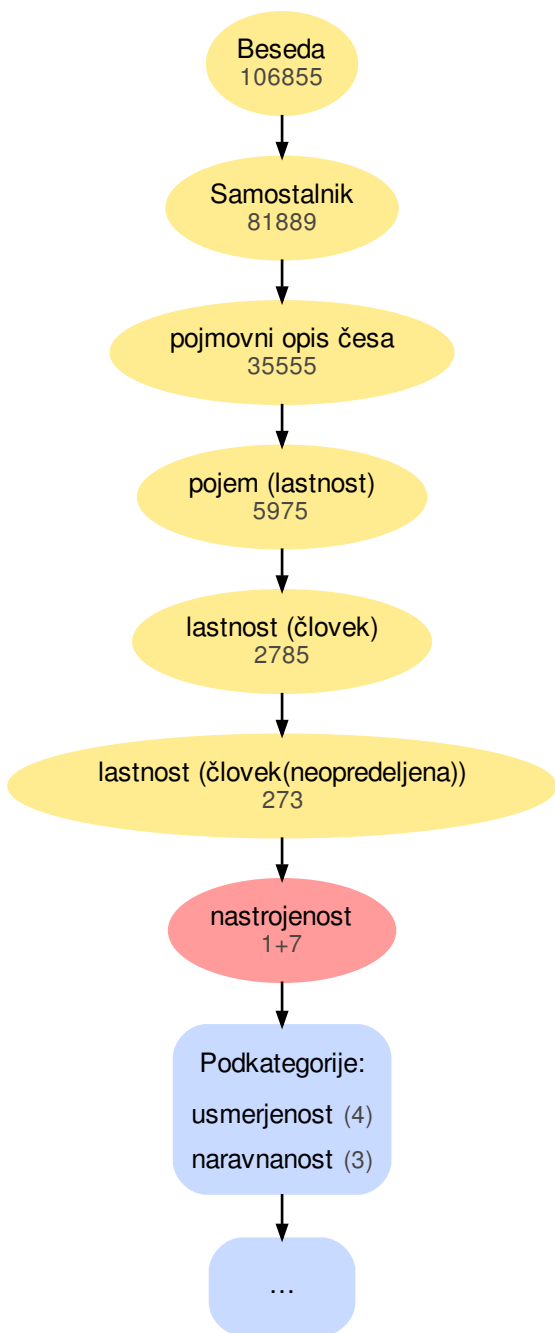 Beseda
106855
Samostalnik
81889
pojmovni opis česa
35555
pojem (lastnost)
5975
lastnost (človek)
2785
lastnost (človek(neopredeljena))
273
nastrojenost
1+7
Podkategorije:
usmerjenost (4)
naravnanost (3)
...